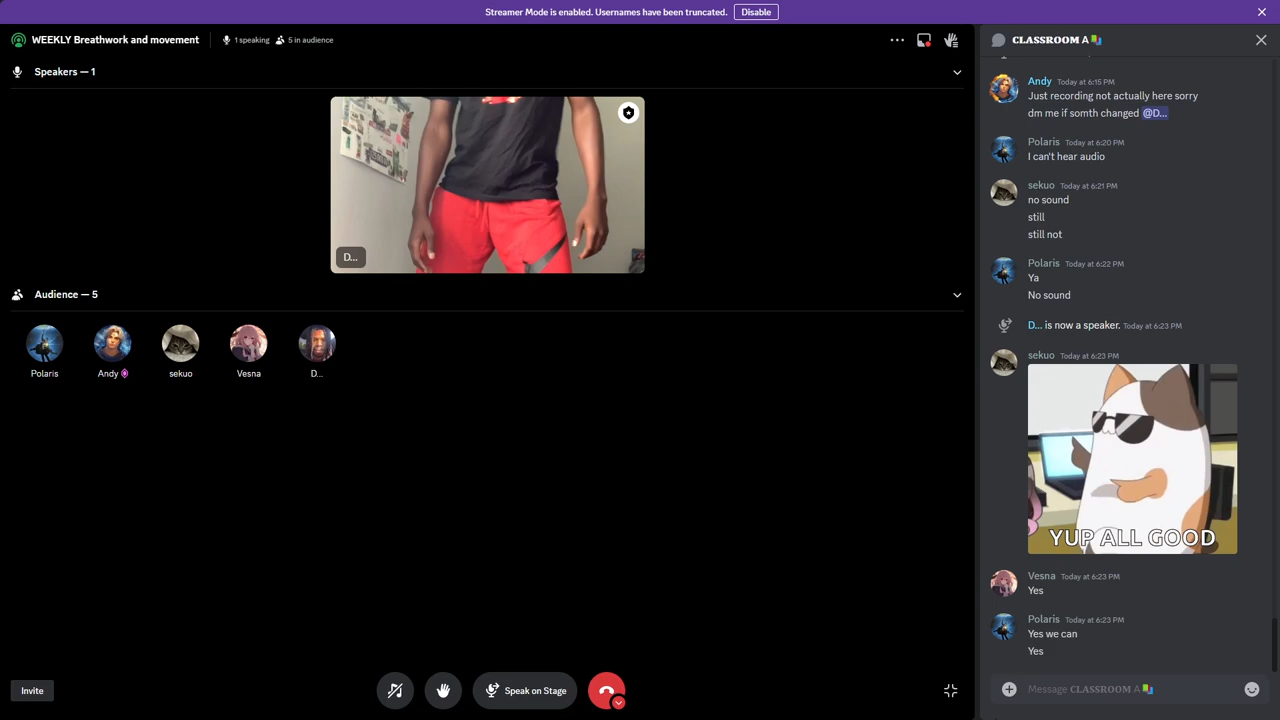 Streamer Mode is enabled. Usernames have been truncated. Disable
WEEKLY Breathwork and movement
1 speaking
5 in audience
Speakers — 1
D...
Audience — 5
Polaris
Andy
sekuo
Vesna
D...
Invite
Speak on Stage
CLASSROOM A
Andy Today at 6:15 PM
Just recording not actually here sorry
dm me if somth changed @D...
Polaris Today at 6:20 PM
I can't hear audio
sekuo Today at 6:21 PM
no sound
still
still not
Polaris Today at 6:22 PM
Ya
No sound
D... is now a speaker. Today at 6:23 PM
sekuo Today at 6:23 PM
YUP ALL GOOD
Vesna Today at 6:23 PM
Yes
Polaris Today at 6:23 PM
Yes we can
Yes
Message CLASSROOM A